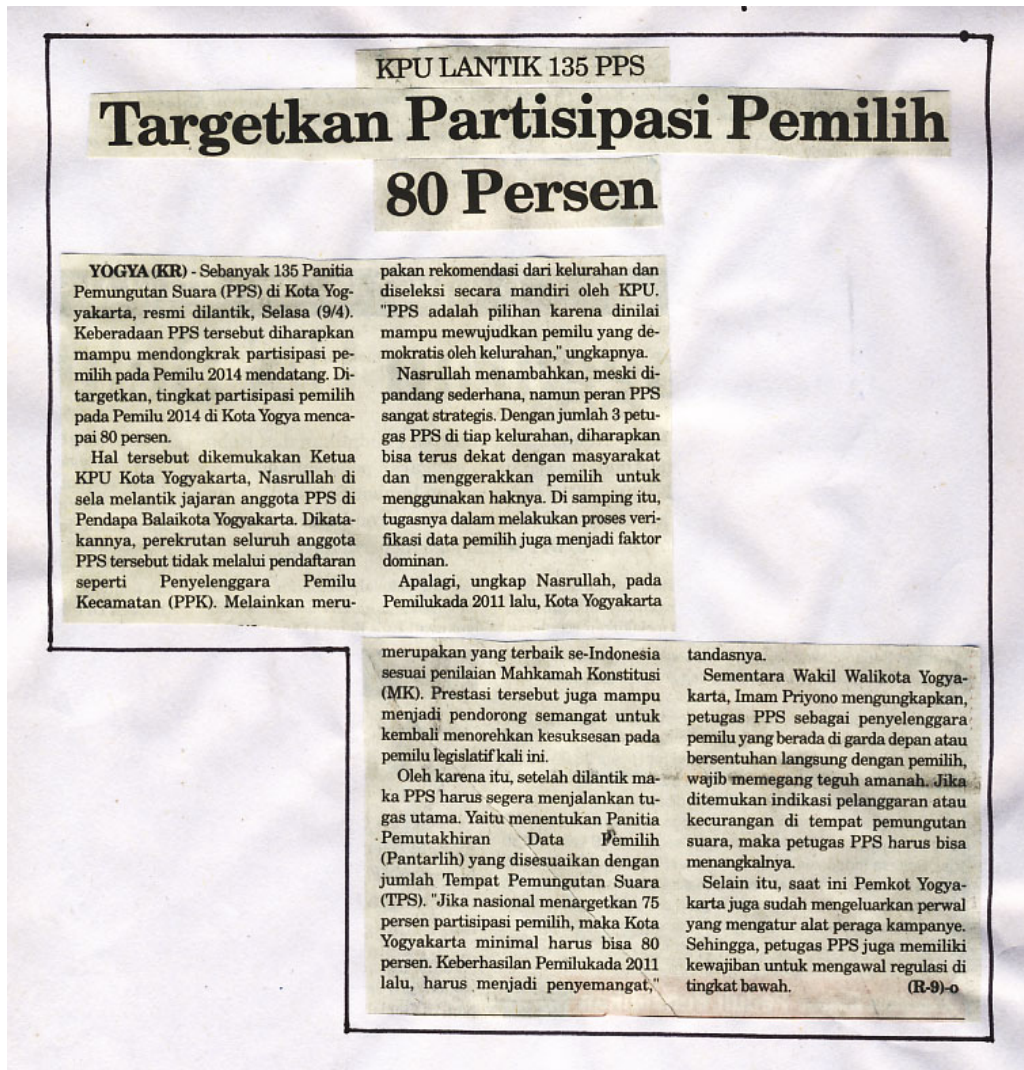 KPU LANTIK 135 PPS
Targetkan Partisipasi Pemilih
80 Persen
YOGYA (KR) - Sebanyak 135 Panitia
Pemungutan Suara (PPS) di Kota Yog-
yakarta, resmi dilantik, Selasa (9/4).
Keberadaan PPS tersebut diharapkan
mampu mendongkrak partisipasi pe-
milih pada Pemilu 2014 mendatang. Di-
targetkan, tingkat partisipasi pemilih
pada Pemilu 2014 di Kota Yogya menca-
pai 80 persen.
Hal tersebut dikemukakan Ketua
KPU Kota Yogyakarta, Nasrullah di
sela melantik jajaran anggota PPS di
Pendapa Balaikota Yogyakarta. Dikata-
kannya, perekrutan seluruh anggota
PPS tersebut tidak melalui pendaftaran
seperti Penyelenggara Pemilu
Kecamatan (PPK). Melainkan meru-
pakan rekomendasi dari kelurahan dan
diseleksi secara mandiri oleh KPU.
"PPS adalah pilihan karena dinilai
mampu mewujudkan pemilu yang de-
mokratis oleh kelurahan," ungkapnya.
Nasrullah menambahkan, meski di-
pandang sederhana, namun peran PPS
sangat strategis. Dengan jumlah 3 petu-
gas PPS di tiap kelurahan, diharapkan
bisa terus dekat dengan masyarakat
dan menggerakkan pemilih untuk
menggunakan haknya. Di samping itu,
tugasnya dalam melakukan proses veri-
fikasi data pemilih juga menjadi faktor
dominan.
Apalagi, ungkap Nasrullah, pada
Pemilukada 2011 lalu, Kota Yogyakarta
merupakan yang terbaik se-Indonesia
sesuai penilaian Mahkamah Konstitusi
(MK). Prestasi tersebut juga mampu
menjadi pendorong semangat untuk
kembali menorehkan kesuksesan pada
pemilu legislatif kali ini.
Oleh karena itu, setelah dilantik ma-
ka PPS harus segera menjalankan tu-
gas utama. Yaitu menentukan Panitia
Pemutakhiran Data Pemilih
(Pantarlih) yang disesuaikan dengan
jumlah Tempat Pemungutan Suara
(TPS). "Jika nasional menargetkan 75
persen partisipasi pemilih, maka Kota
Yogyakarta minimal harus bisa 80
persen. Keberhasilan Pemilukada 2011
lalu, harus menjadi penyemangat,"
tandasnya.
Sementara Wakil Walikota Yogya-
karta, Imam Priyono mengungkapkan,
petugas PPS sebagai penyelenggara
pemilu yang berada di garda depan atau
bersentuhan langsung dengan pemilih,
wajib memegang teguh amanah. Jika
ditemukan indikasi pelanggaran atau
kecurangan di tempat pemungutan
suara, maka petugas PPS harus bisa
menangkalnya.
Selain itu, saat ini Pemkot Yogya-
karta juga sudah mengeluarkan perwal
yang mengatur alat peraga kampanye.
Sehingga, petugas PPS juga memiliki
kewajiban untuk mengawal regulasi di
tingkat bawah. (R-9)-o